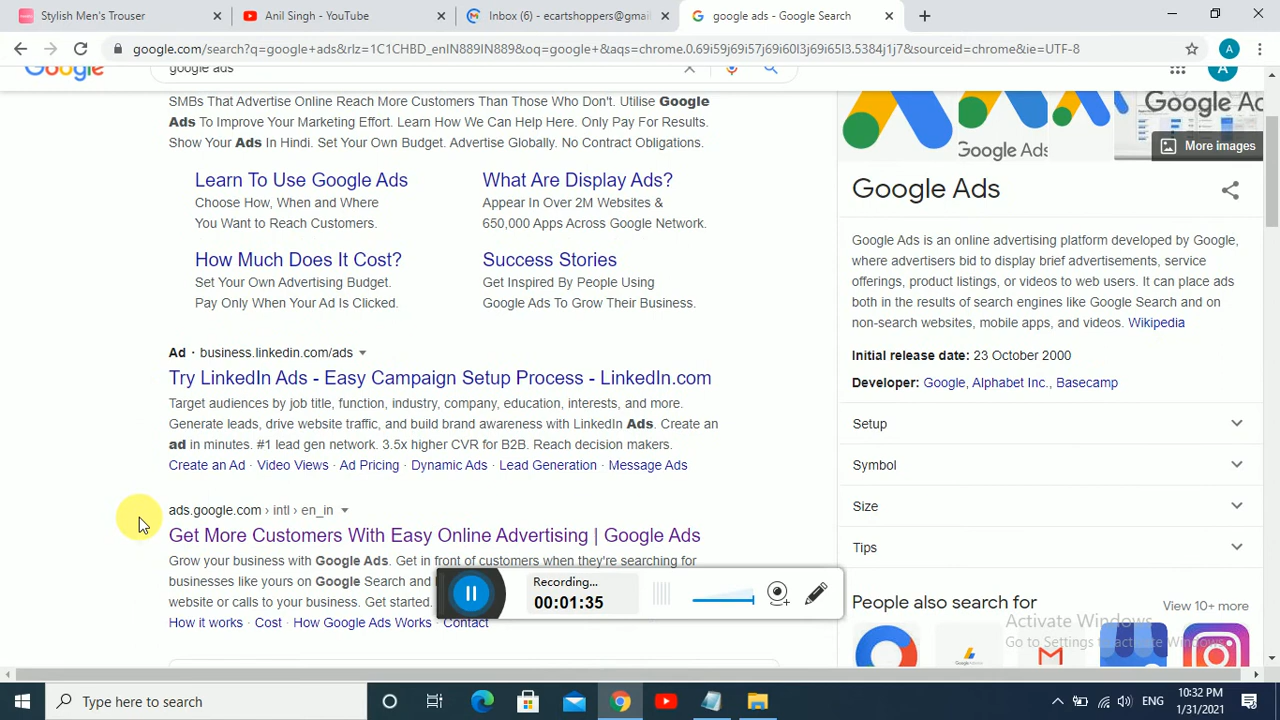 Stylish Men's Trouser
Anil Singh - YouTube
Inbox (6) - ecartshoppers@gmai
google ads - Google Search
google.com/search?q=google+ads&rlz=1C1CHBD_enIN889IN889&oq=google+&aqs=chrome.0.69i59j69i57j69i60l3j69i65l3.5384j1j7&sourceid=chrome&ie=UTF-8
A
google ads
A
SMBs That Advertise Online Reach More Customers Than Those Who Don't. Utilise Google
Ads To Improve Your Marketing Effort. Learn How We Can Help Here. Only Pay For Results.
Show Your Ads In Hindi. Set Your Own Budget. Advertise Globally. No Contract Obligations.
Learn To Use Google Ads
Choose How, When and Where
You Want to Reach Customers.
What Are Display Ads?
Appear In Over 2M Websites &
650,000 Apps Across Google Network.
How Much Does It Cost?
Set Your Own Advertising Budget.
Pay Only When Your Ad Is Clicked.
Success Stories
Get Inspired By People Using
Google Ads To Grow Their Business.
Ad · business.linkedin.com/ads
Try LinkedIn Ads - Easy Campaign Setup Process - LinkedIn.com
Target audiences by job title, function, industry, company, education, interests, and more.
Generate leads, drive website traffic, and build brand awareness with LinkedIn Ads. Create an
ad in minutes. #1 lead gen network. 3.5x higher CVR for B2B. Reach decision makers.
Create an Ad · Video Views · Ad Pricing · Dynamic Ads · Lead Generation · Message Ads
ads.google.com › intl › en_in
Get More Customers With Easy Online Advertising | Google Ads
Grow your business with Google Ads. Get in front of customers when they're searching for
businesses like yours on Google Search and
website or calls to your business. Get started.
How it works · Cost · How Google Ads Works · Contact
Google Ads
Google Ad
More images
Google Ads
Google Ads is an online advertising platform developed by Google,
where advertisers bid to display brief advertisements, service
offerings, product listings, or videos to web users. It can place ads
both in the results of search engines like Google Search and on
non-search websites, mobile apps, and videos. Wikipedia
Initial release date: 23 October 2000
Developer: Google, Alphabet Inc., Basecamp
Setup
Symbol
Size
Tips
People also search for
View 10+ more
Activate Windows
Go to Settings to activate Windows.
Recording...
00:01:35
Type here to search
ENG
10:32 PM
1/31/2021